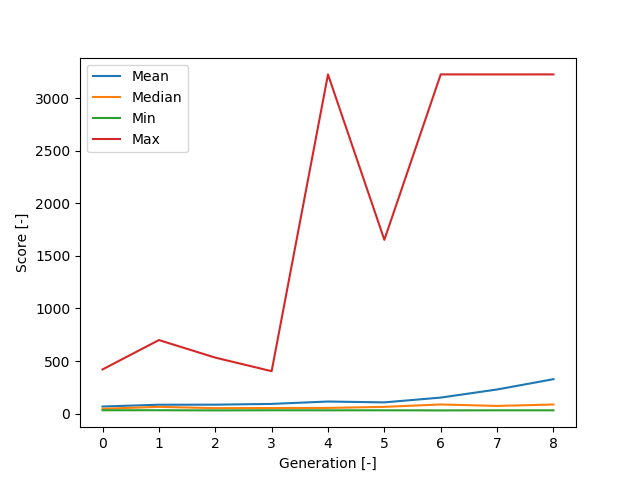 Mean
Median
Min
Max
3000
2500
2000
1500
1000
500
0
Score [-]
0 1 2 3 4 5 6 7 8
Generation [-]